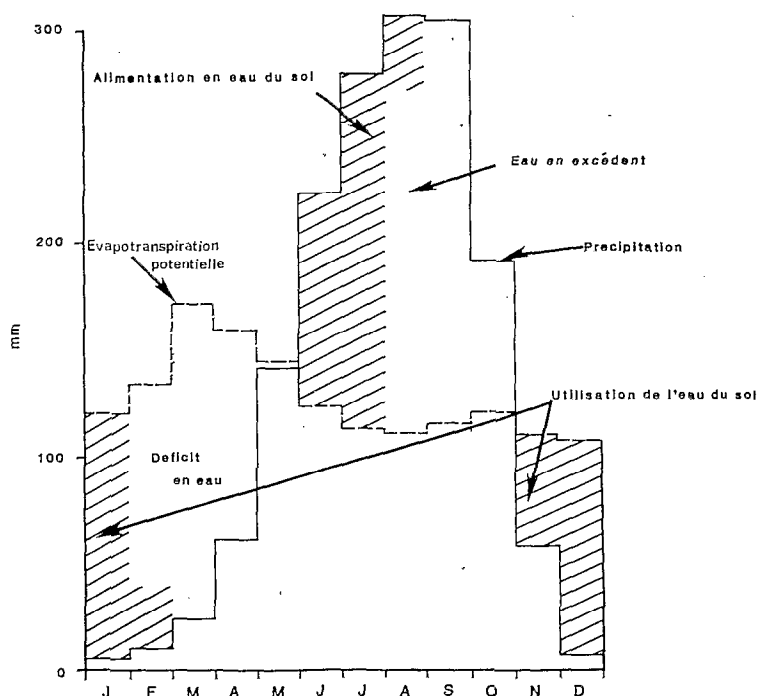 300
Alimentation en eau du sol
Eau en excédent
200
Evapotranspiration
potentielle
Precipitation
mm
Utilisation de l'eau du sol
100
Deficit
en eau
0
J F M A M J J A S O N D